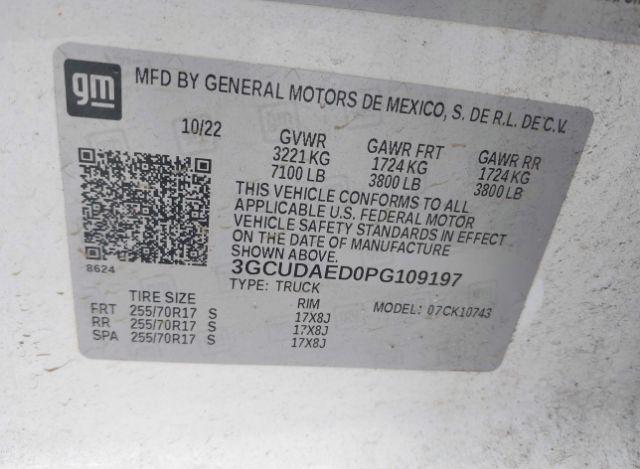 gm
MFD BY GENERAL MOTORS DE MEXICO, S. DE R.L. DE C.V.
10/22
GVWR GAWR FRT GAWR RR
3221 KG 1724 KG 1724 KG
7100 LB 3800 LB 3800 LB
THIS VEHICLE CONFORMS TO ALL
APPLICABLE U.S. FEDERAL MOTOR
VEHICLE SAFETY STANDARDS IN EFFECT
ON THE DATE OF MANUFACTURE
SHOWN ABOVE.
8624
3GCUDAED0PG109197
TYPE: TRUCK
TIRE SIZE RIM MODEL: 07CK10743
FRT 255/70R17 S 17X8J
RR 255/70R17 S 17X8J
SPA 255/70R17 S 17X8J